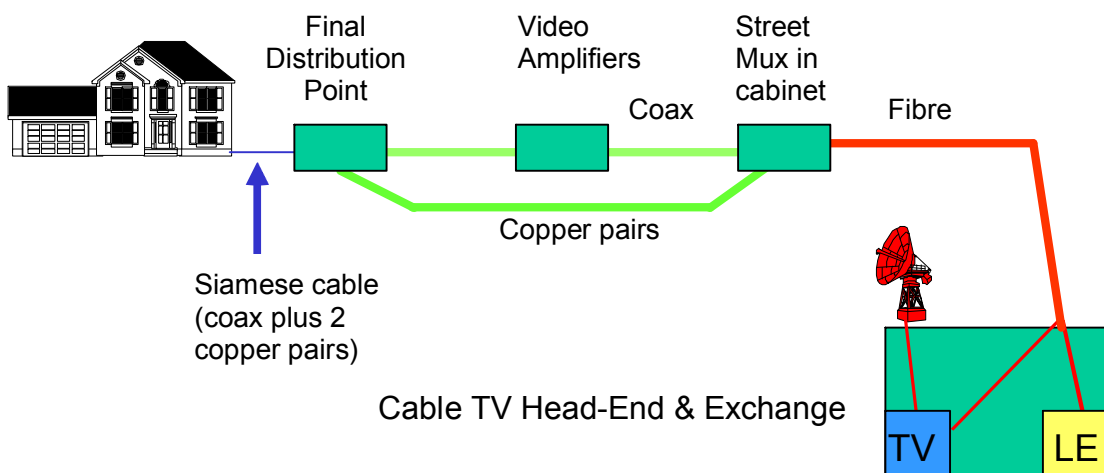 Final
Distribution
Point
Video
Amplifiers
Street
Mux in
cabinet
Coax
Fibre
Copper pairs
Siamese cable
(coax plus 2
copper pairs)
Cable TV Head-End & Exchange
TV
LE